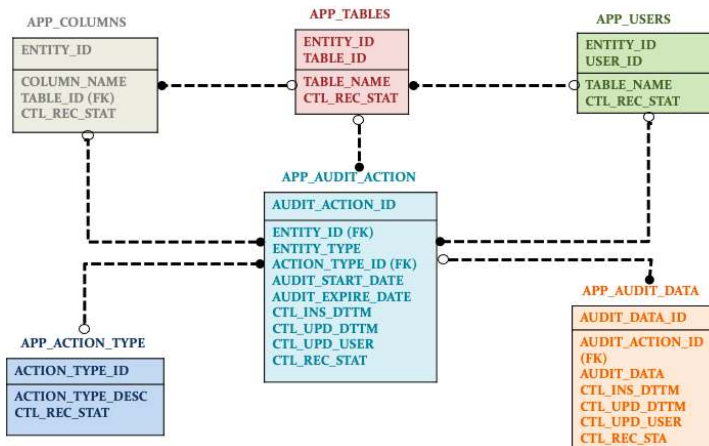 APP_COLUMNS
ENTITY_ID
COLUMN_NAME
TABLE_ID (FK)
CTL_REC_STAT
APP_TABLES
ENTITY_ID
TABLE_ID
TABLE_NAME
CTL_REC_STAT
APP_USERS
ENTITY_ID
USER_ID
TABLE_NAME
CTL_REC_STAT
APP_AUDIT_ACTION
AUDIT_ACTION_ID
ENTITY_ID (FK)
ENTITY_TYPE
ACTION_TYPE_ID (FK)
AUDIT_START_DATE
AUDIT_EXPIRE_DATE
CTL_INS_DTTM
CTL_UPD_DTTM
CTL_UPD_USER
CTL_REC_STAT
APP_ACTION_TYPE
ACTION_TYPE_ID
ACTION_TYPE_DESC
CTL_REC_STAT
APP_AUDIT_DATA
AUDIT_DATA_ID
AUDIT_ACTION_ID
(FK)
AUDIT_DATA
CTL_INS_DTTM
CTL_UPD_DTTM
CTL_UPD_USER
CTL_REC_STA